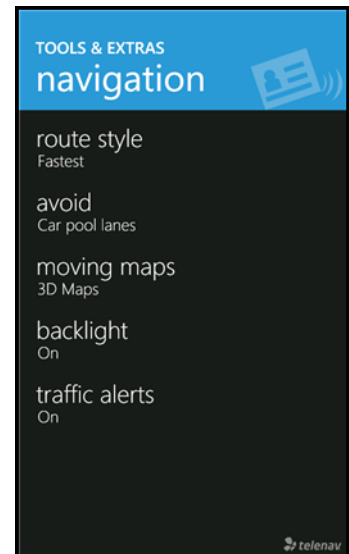 TOOLS & EXTRAS
navigation
route style
Fastest
avoid
Car pool lanes
moving maps
3D Maps
backlight
On
traffic alerts
On
telenav